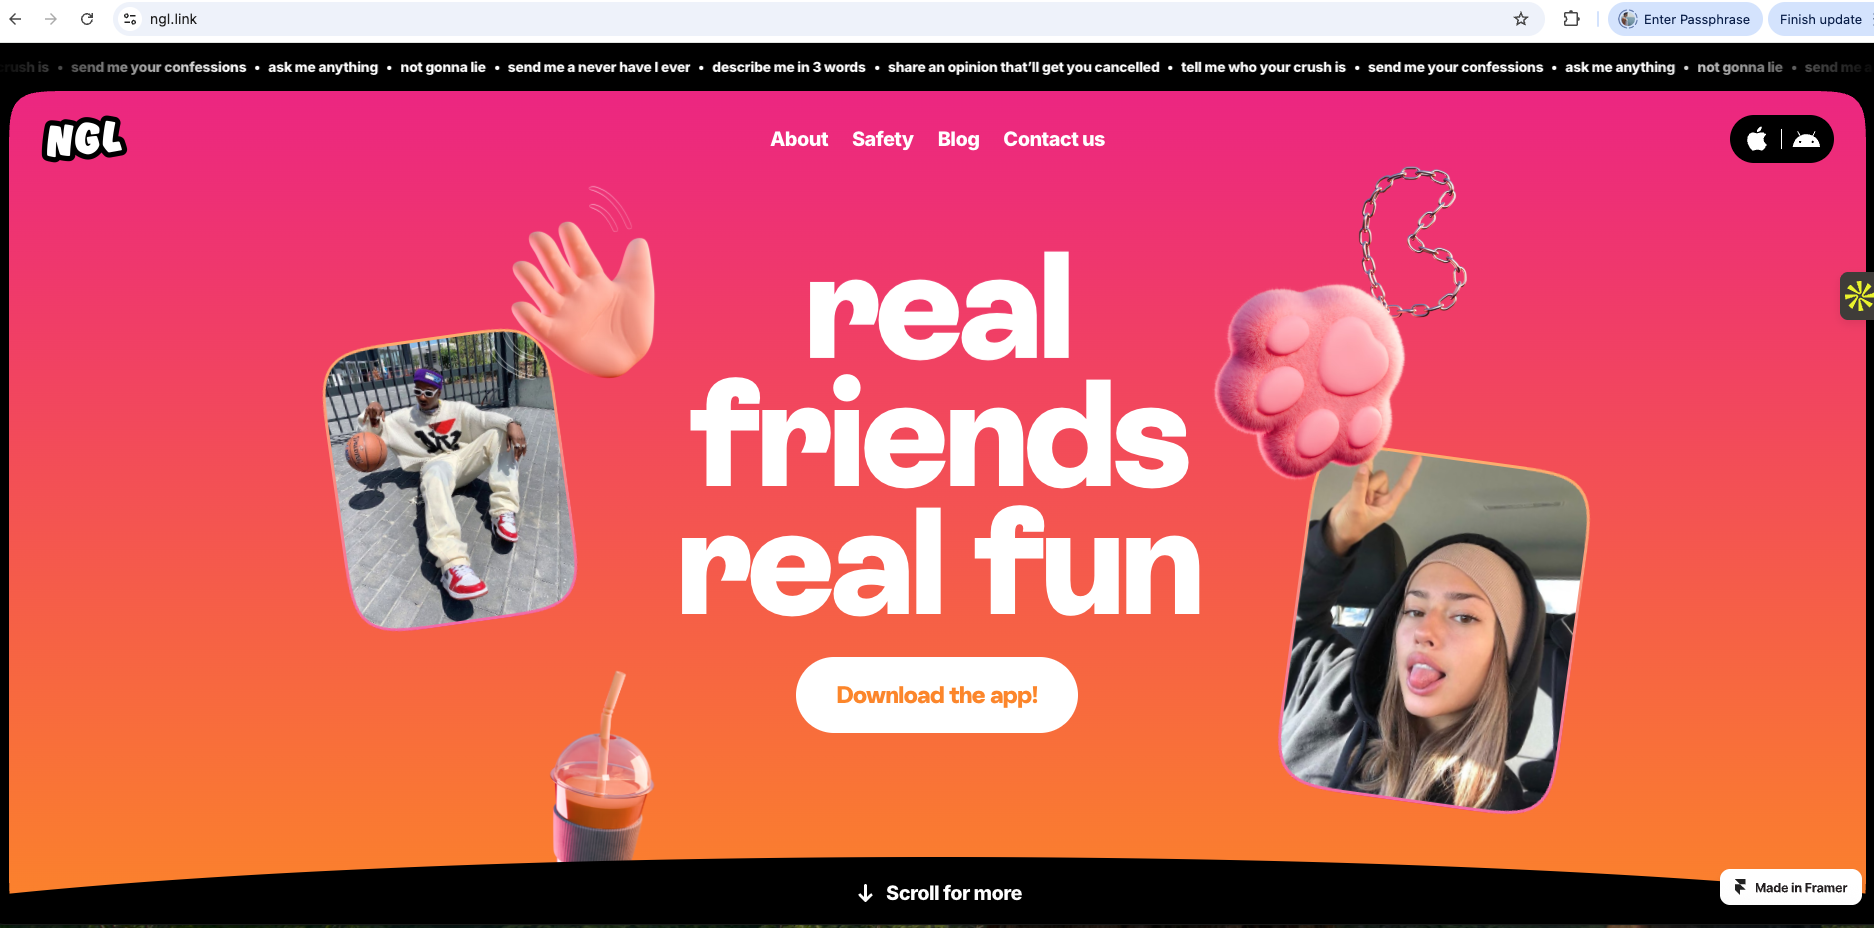 ngl.link
Enter Passphrase
Finish update
crush is • send me your confessions • ask me anything • not gonna lie • send me a never have I ever • describe me in 3 words • share an opinion that'll get you cancelled • tell me who your crush is • send me your confessions • ask me anything • not gonna lie • send me a
NGL
About Safety Blog Contact us
real
friends
real fun
Download the app!
↓ Scroll for more
Made in Framer